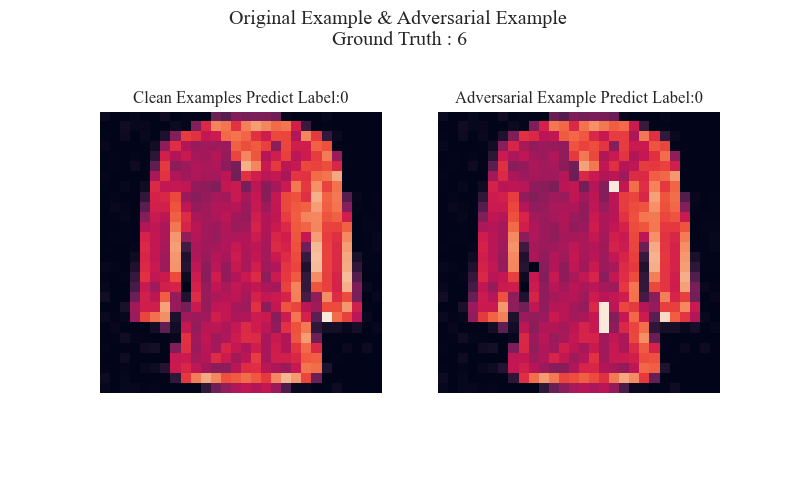 Original Example & Adversarial Example
Ground Truth : 6
Clean Examples Predict Label:0
Adversarial Example Predict Label:0